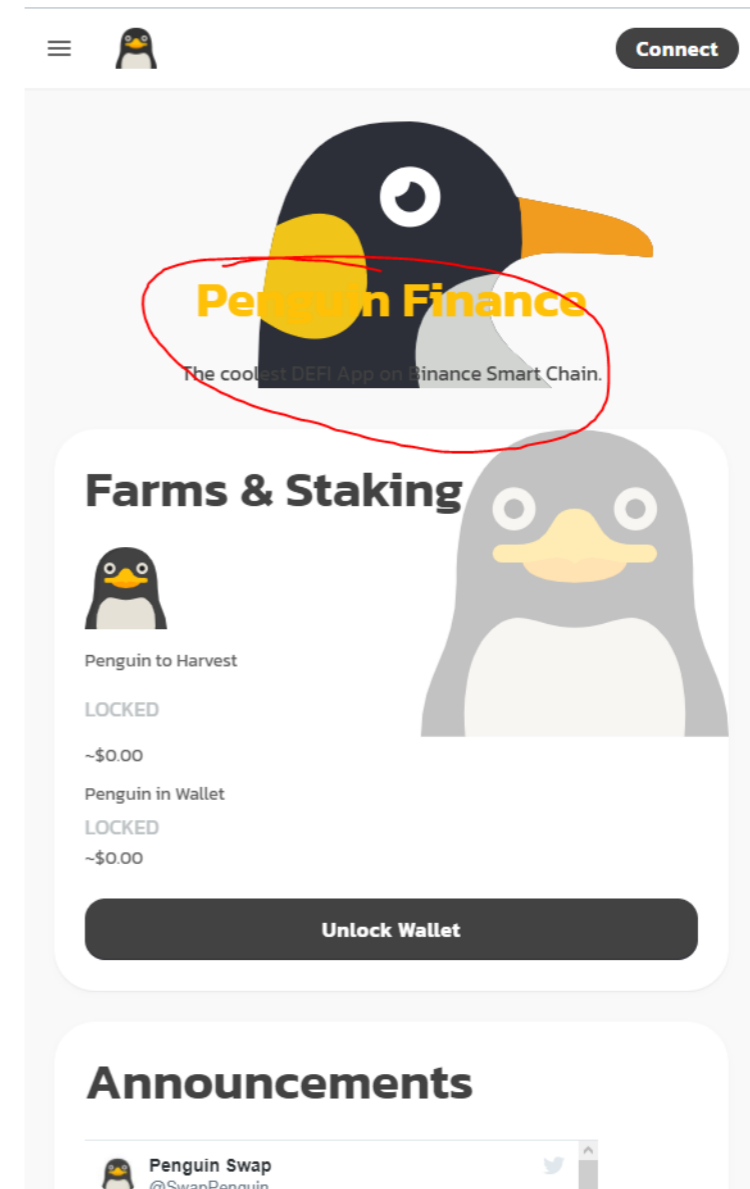 Connect
Penguin Finance
The coolest DEFI App on Binance Smart Chain.
Farms & Staking
Penguin to Harvest
LOCKED
~$0.00
Penguin in Wallet
LOCKED
~$0.00
Unlock Wallet
Announcements
Penguin Swap
@SwapPenguin